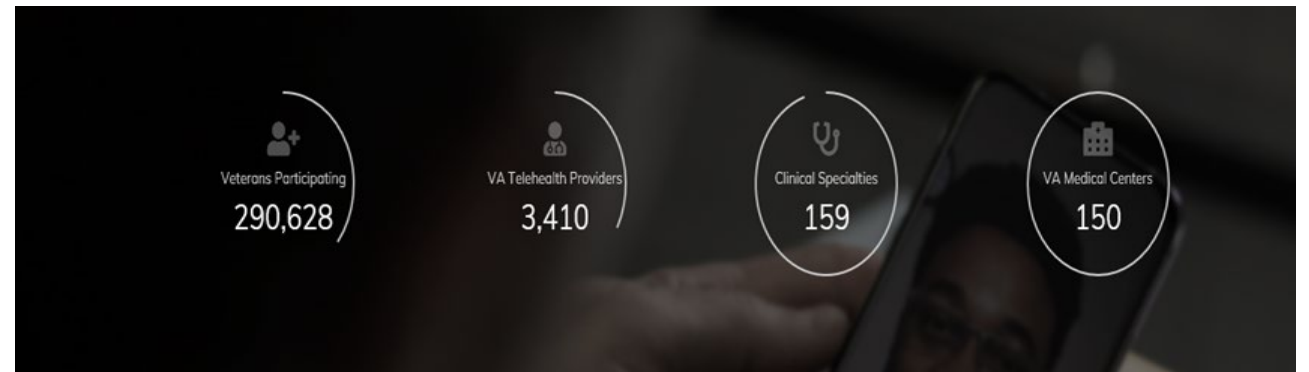 Veterans Participating
290,628
VA Telehealth Providers
3,410
Clinical Specialties
159
VA Medical Centers
150